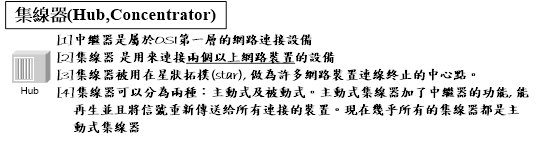 集線器(Hub,Concentrator)
[1]中繼器是屬於OSI第一層的網路連接設備
[2]集線器 是用來連接兩個以上網路裝置的設備
[3]集線器被用在星狀拓樸(star), 做為許多網路裝置連線終止的中心點。
[4]集線器可以分為兩種：主動式及被動式。主動式集線器加了中繼器的功能, 能
再生並且將信號重新傳送給所有連接的裝置。現在幾乎所有的集線器都是主
動式集線器
Hub